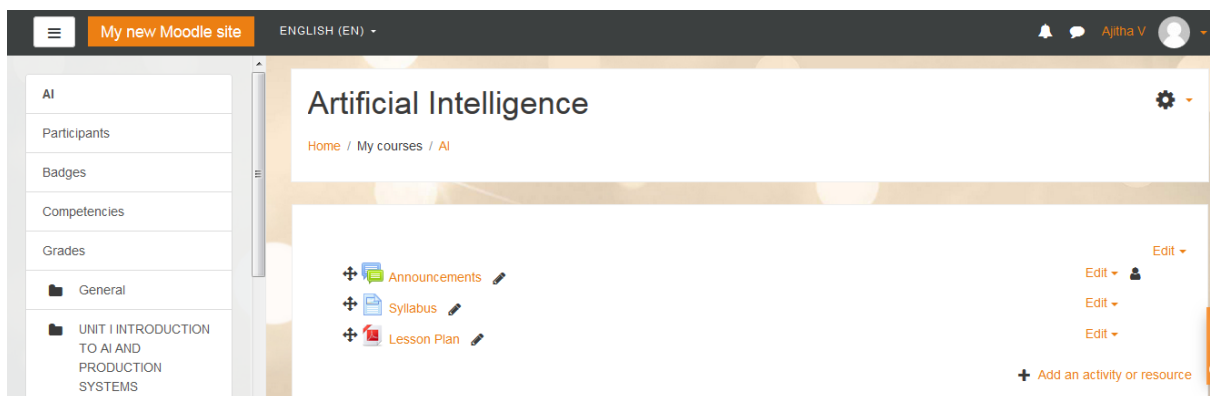 My new Moodle site
ENGLISH (EN)
Ajitha V
AI
Participants
Badges
Competencies
Grades
General
UNIT I INTRODUCTION
TO AI AND
PRODUCTION
SYSTEMS
Artificial Intelligence
Home / My courses / AI
Edit
Announcements Edit
Syllabus Edit
Lesson Plan Edit
Add an activity or resource